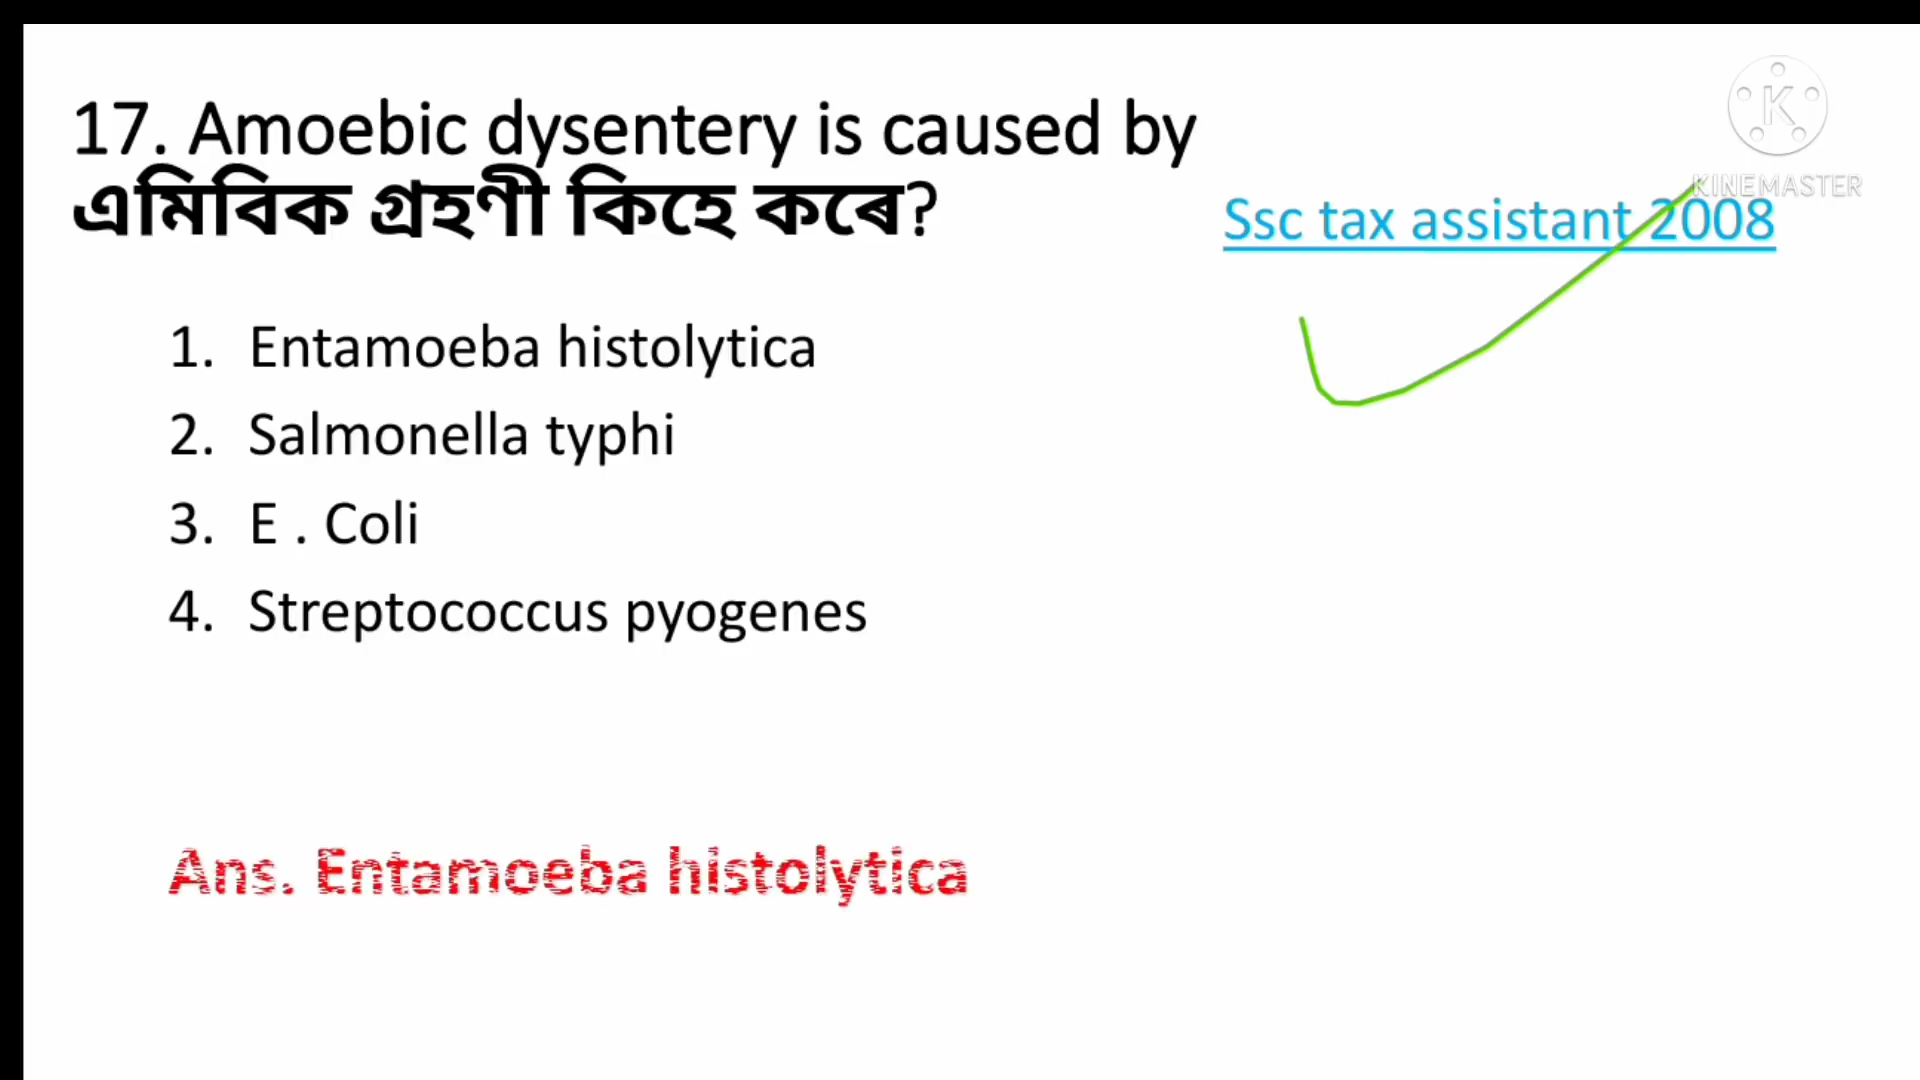 17. Amoebic dysentery is caused by
এমিবিক গ্ৰহণী কিহে কৰে?
K
KINEMASTER
Ssc tax assistant 2008
1. Entamoeba histolytica
2. Salmonella typhi
3. E . Coli
4. Streptococcus pyogenes
Ans. Entamoeba histolytica